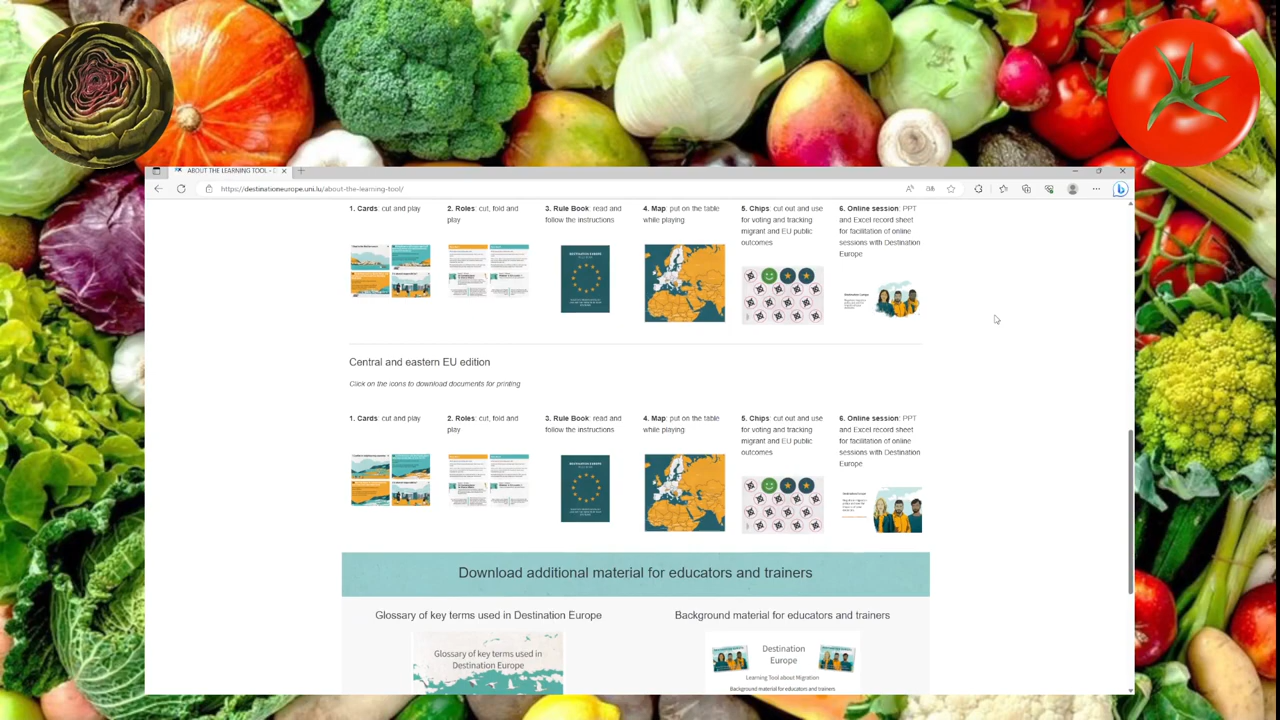 ABOUT THE LEARNING TOOL - D
https://destinationeurope.uni.lu/about-the-learning-tool/
1. Cards: cut and play
2. Roles: cut, fold and
play
3. Rule Book: read and
follow the instructions
4. Map: put on the table
while playing
5. Chips: cut out and use
for voting and tracking
migrant and EU public
outcomes
6. Online session: PPT
and Excel record sheet
for facilitation of online
sessions with Destination
Europe
DESTINATION EUROPE
Destination Europe
Central and eastern EU edition
Click on the icons to download documents for printing
1. Cards: cut and play
2. Roles: cut, fold and
play
3. Rule Book: read and
follow the instructions
4. Map: put on the table
while playing
5. Chips: cut out and use
for voting and tracking
migrant and EU public
outcomes
6. Online session: PPT
and Excel record sheet
for facilitation of online
sessions with Destination
Europe
DESTINATION EUROPE
Destination Europe
Download additional material for educators and trainers
Glossary of key terms used in Destination Europe
Glossary of key terms used in
Destination Europe
Background material for educators and trainers
Destination
Europe
Learning Tool about Migration
Background material for educators and trainers